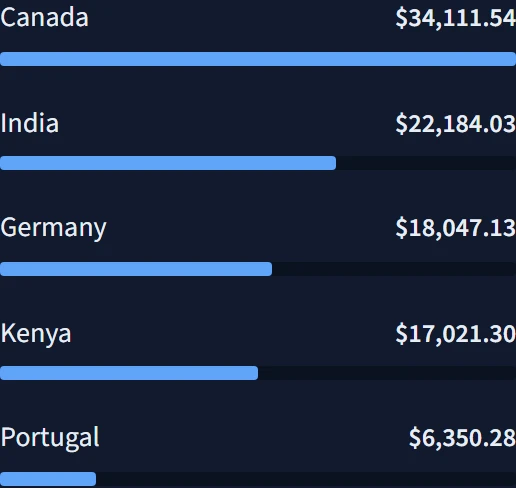 Canada $34,111.54
India $22,184.03
Germany $18,047.13
Kenya $17,021.30
Portugal $6,350.28